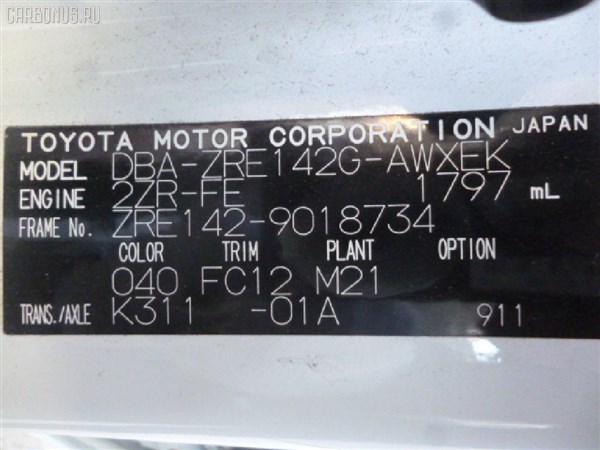 CARBONUS.RU
TOYOTA MOTOR CORPORATION JAPAN
MODEL DBA-ZRE142G-AWXEK
ENGINE 2ZR-FE 1797 mL
FRAME No. ZRE142-9018734
COLOR TRIM PLANT OPTION
040 FC12 M21
TRANS./AXLE K311 -01A 911